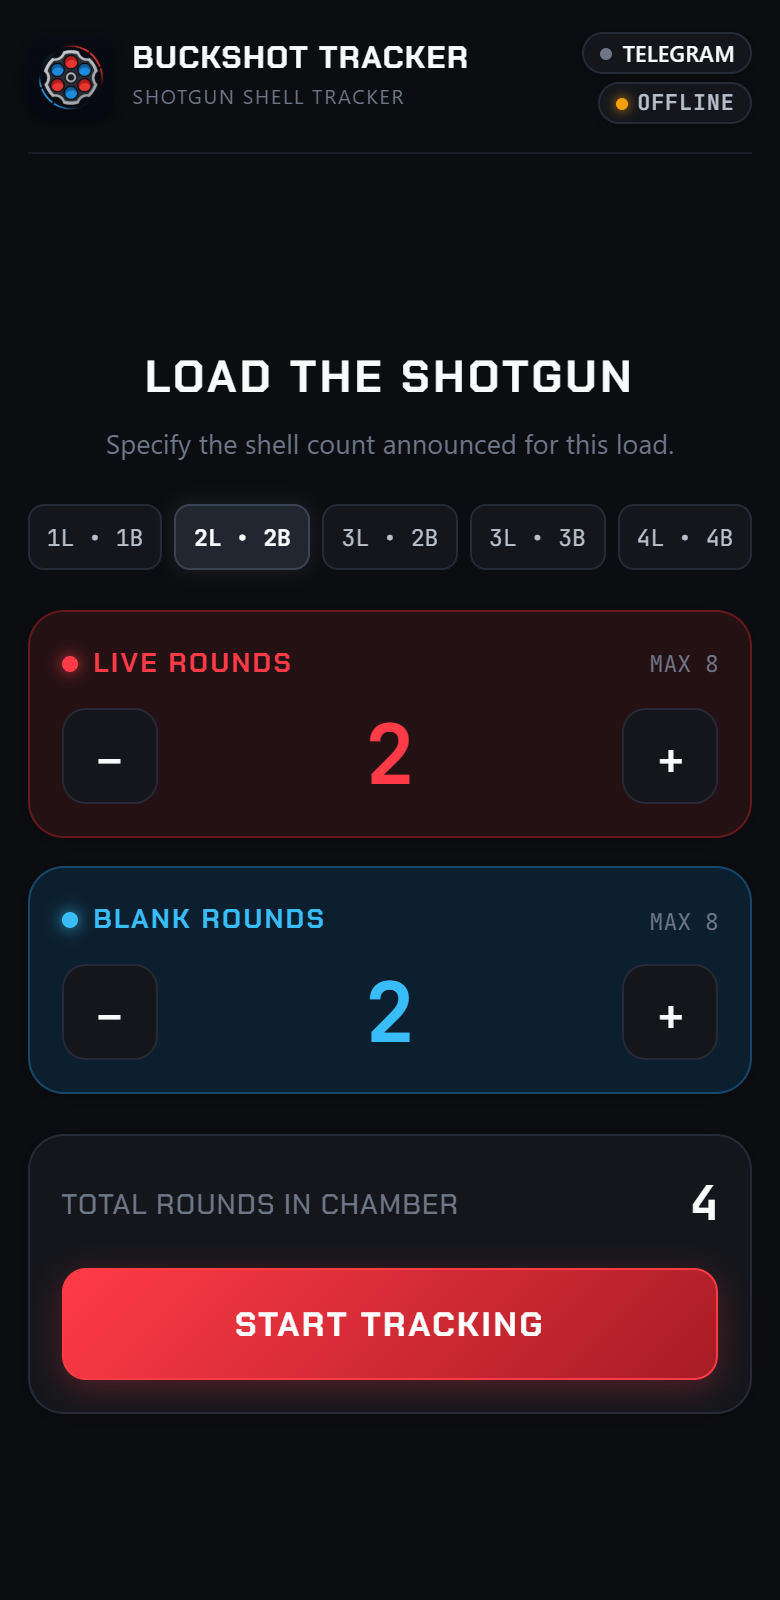 BUCKSHOT TRACKER
SHOTGUN SHELL TRACKER
TELEGRAM
OFFLINE
LOAD THE SHOTGUN
Specify the shell count announced for this load.
1L • 1B
2L • 2B
3L • 2B
3L • 3B
4L • 4B
LIVE ROUNDS
MAX 8
− 2 +
BLANK ROUNDS
MAX 8
− 2 +
TOTAL ROUNDS IN CHAMBER 4
START TRACKING